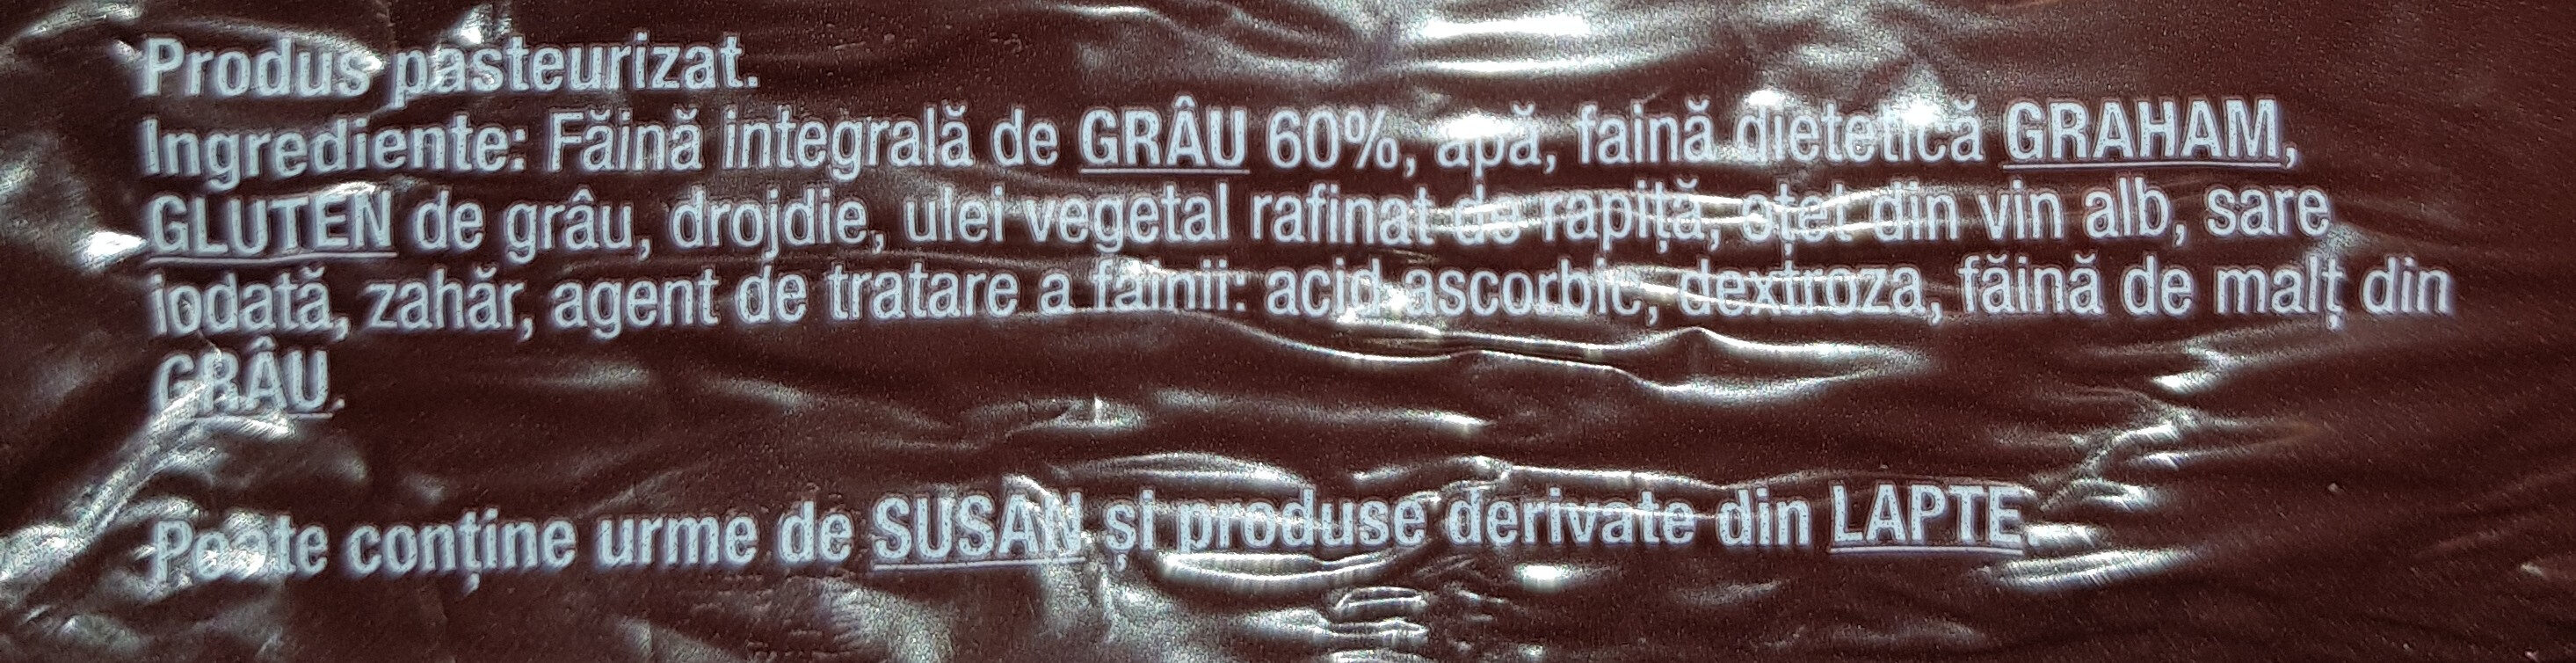 Produs pasteurizat.
Ingrediente: Făină integrală de GRÂU 60%, apă, faină dietetică GRAHAM,
GLUTEN de grâu, drojdie, ulei vegetal rafinat de rapiță, oțet din vin alb, sare
iodată, zahăr, agent de tratare a făinii: acid ascorbic, dextroza, făină de malț din
GRÂU.
Poate conține urme de SUSAN și produse derivate din LAPTE.